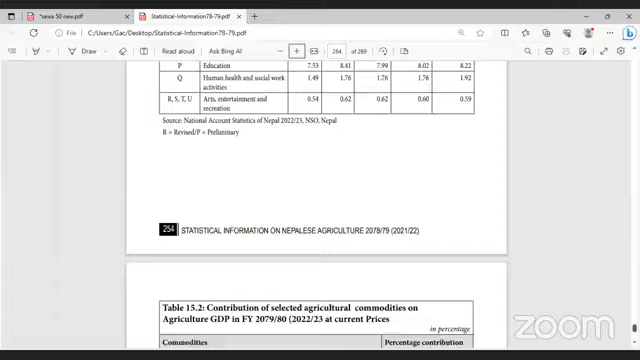 *sexa 50 new.pdf
Statistical-Information78-79.pdf
File C:/Users/Gac/Desktop/Statistical-Information78-79.pdf
Draw Read aloud Ask Bing AI 264 of 269
P Education 7.53 8.41 7.99 8.02 8.22
Q Human health and social work activities 1.49 1.76 1.76 1.76 1.92
R, S, T, U Arts, entertainment and recreation 0.54 0.62 0.62 0.60 0.59
Source: National Account Statistics of Nepal 2022/23, NSO, Nepal
R = Revised/P = Preliminary
254 STATISTICAL INFORMATION ON NEPALESE AGRICULTURE 2078/79 (2021/22)
Table 15.2: Contribution of selected agricultural commodities on
Agriculture GDP in FY 2079/80 (2022/23 at current Prices
in percentage
Commodities Percentage contribution
zoom